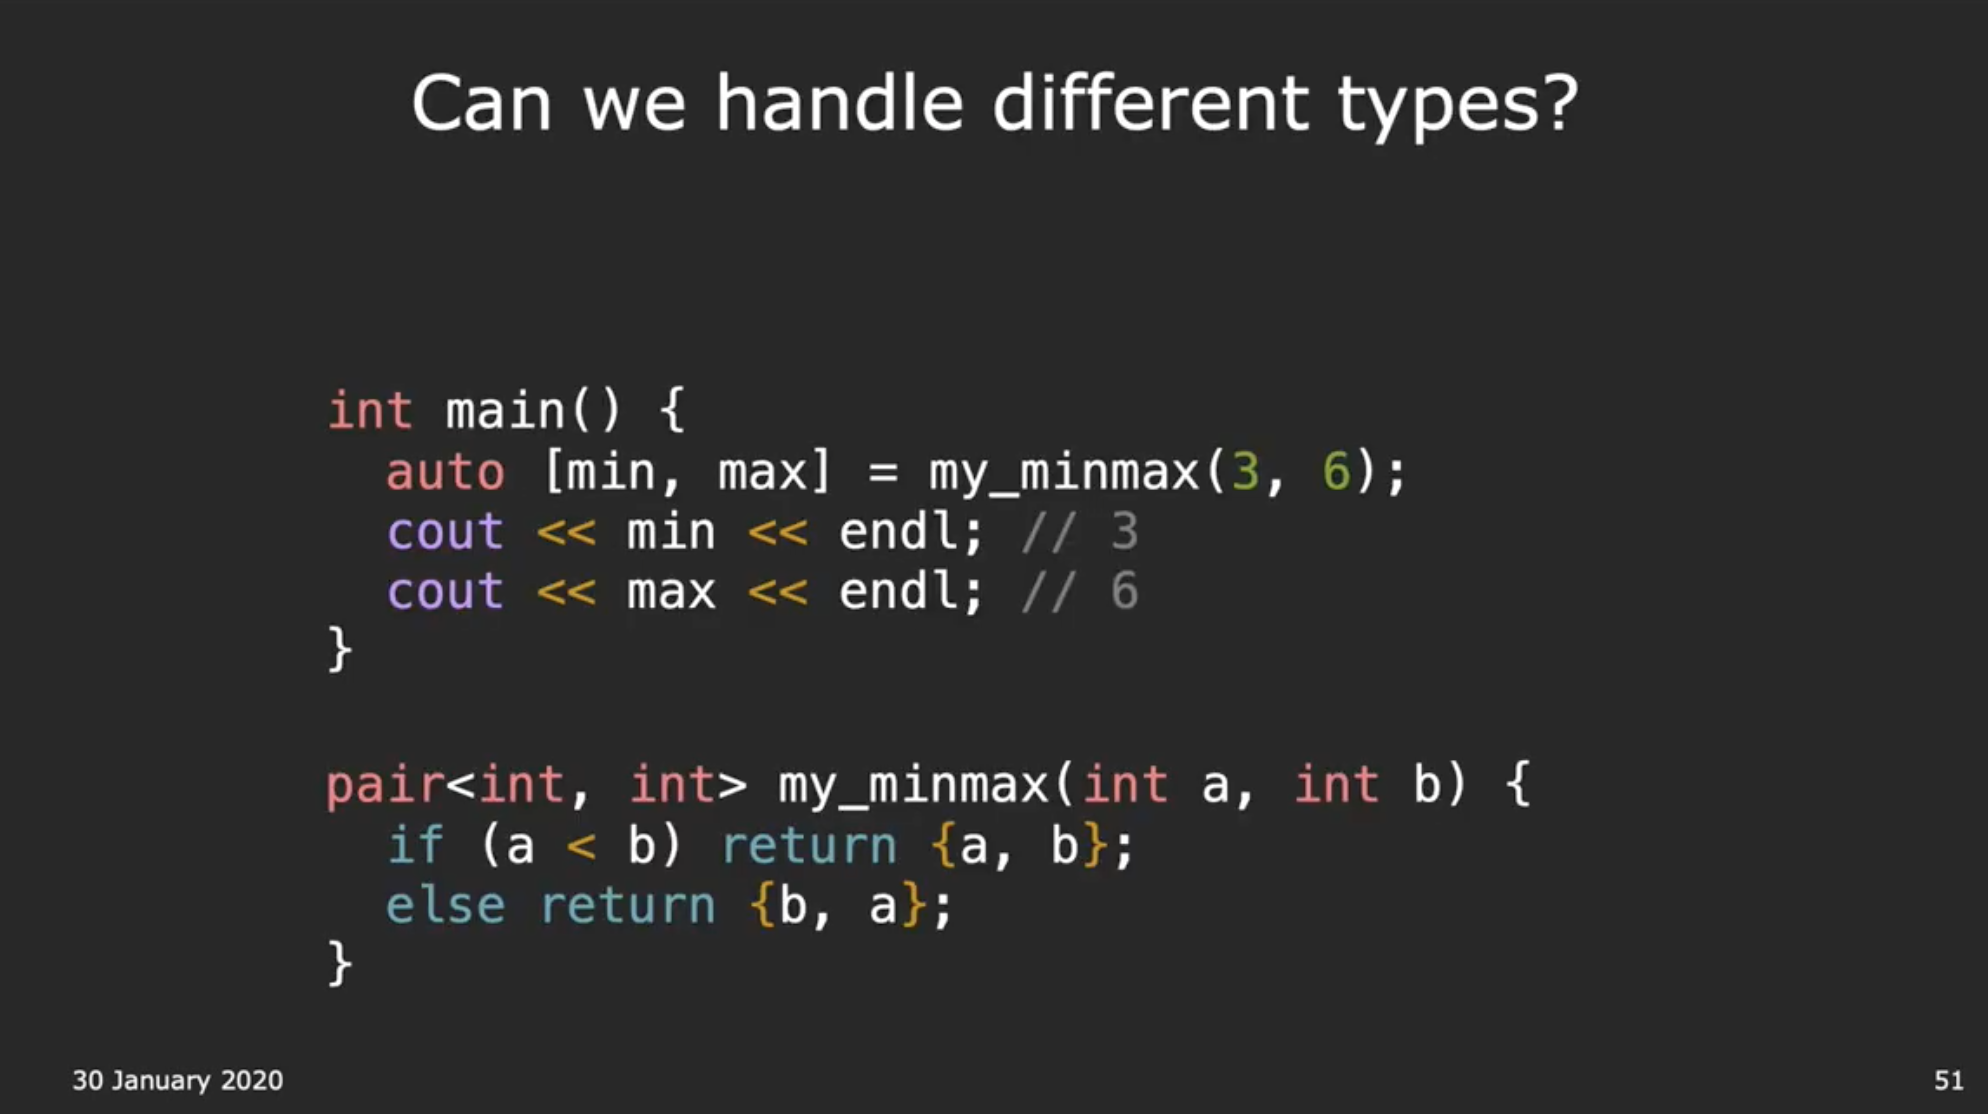 Can we handle different types?
int main() {
  auto [min, max] = my_minmax(3, 6);
  cout << min << endl; // 3
  cout << max << endl; // 6
}
pair<int, int> my_minmax(int a, int b) {
  if (a < b) return {a, b};
  else return {b, a};
}
30 January 2020
51